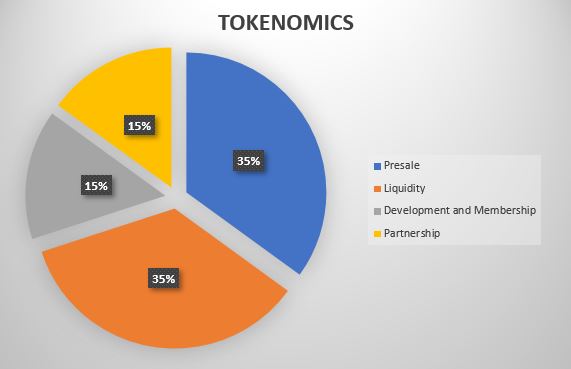 TOKENOMICS
15%
35%
15%
35%
Presale
Liquidity
Development and Membership
Partnership